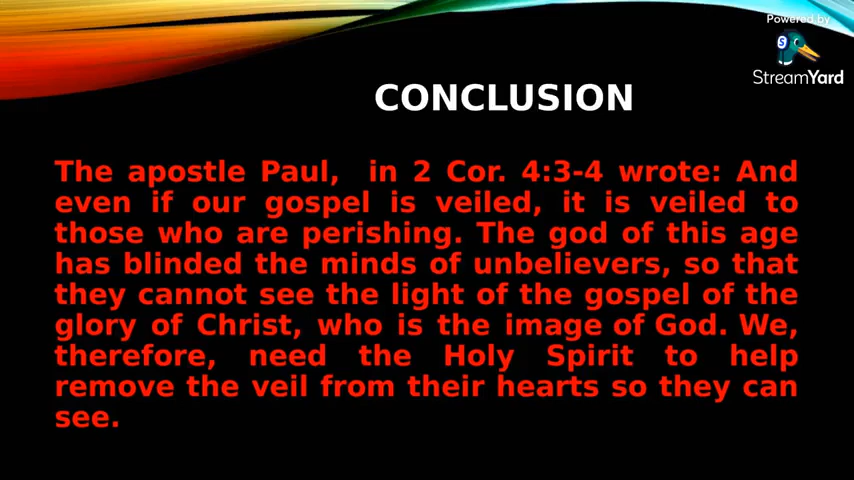 Powered by
StreamYard
CONCLUSION
The apostle Paul, in 2 Cor. 4:3-4 wrote: And
even if our gospel is veiled, it is veiled to
those who are perishing. The god of this age
has blinded the minds of unbelievers, so that
they cannot see the light of the gospel of the
glory of Christ, who is the image of God. We,
therefore, need the Holy Spirit to help
remove the veil from their hearts so they can
see.